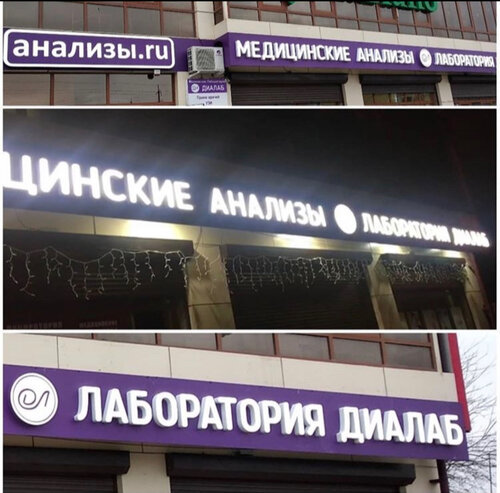 анализы.ru
МЕДИЦИНСКИЕ АНАЛИЗЫ ЛАБОРАТОРИЯ
ДИАЛАБ
ЦИНСКИЕ АНАЛИЗЫ ЛАБОРАТОРИЯ ДИАЛАБ
ЛАБОРАТОРИЯ ДИАЛАБ